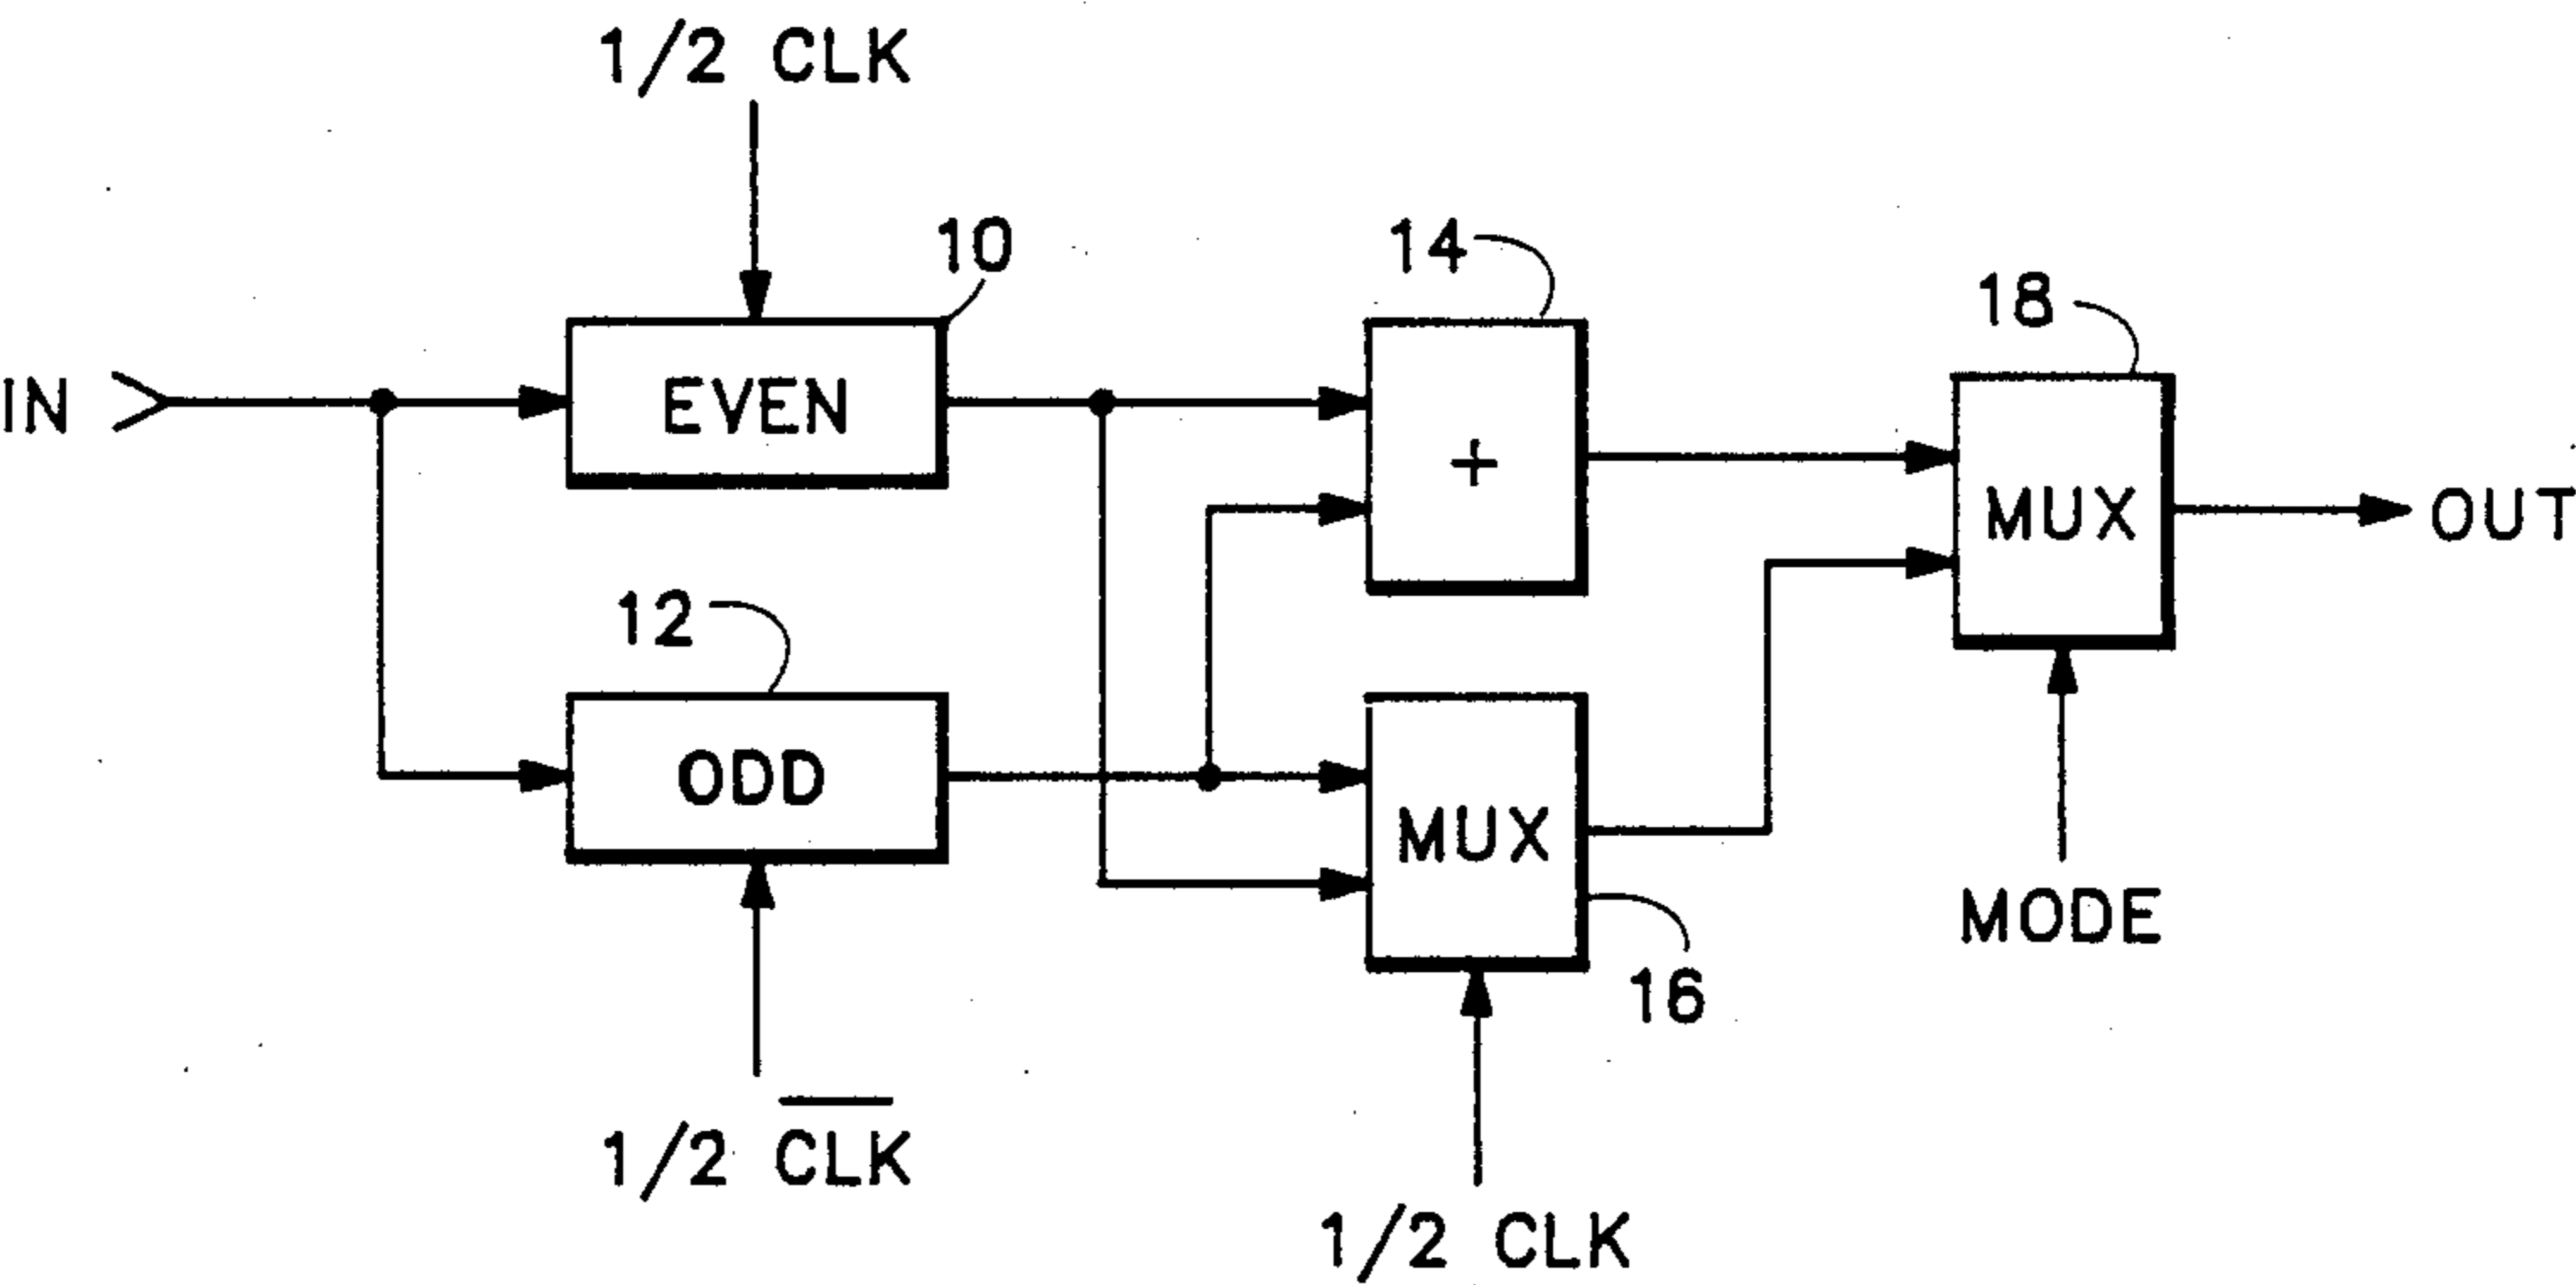 1/2 CLK
10
14
18
IN
EVEN
+
MUX
OUT
12
ODD
MUX
MODE
16
1/2 C̅L̅K̅
1/2 CLK